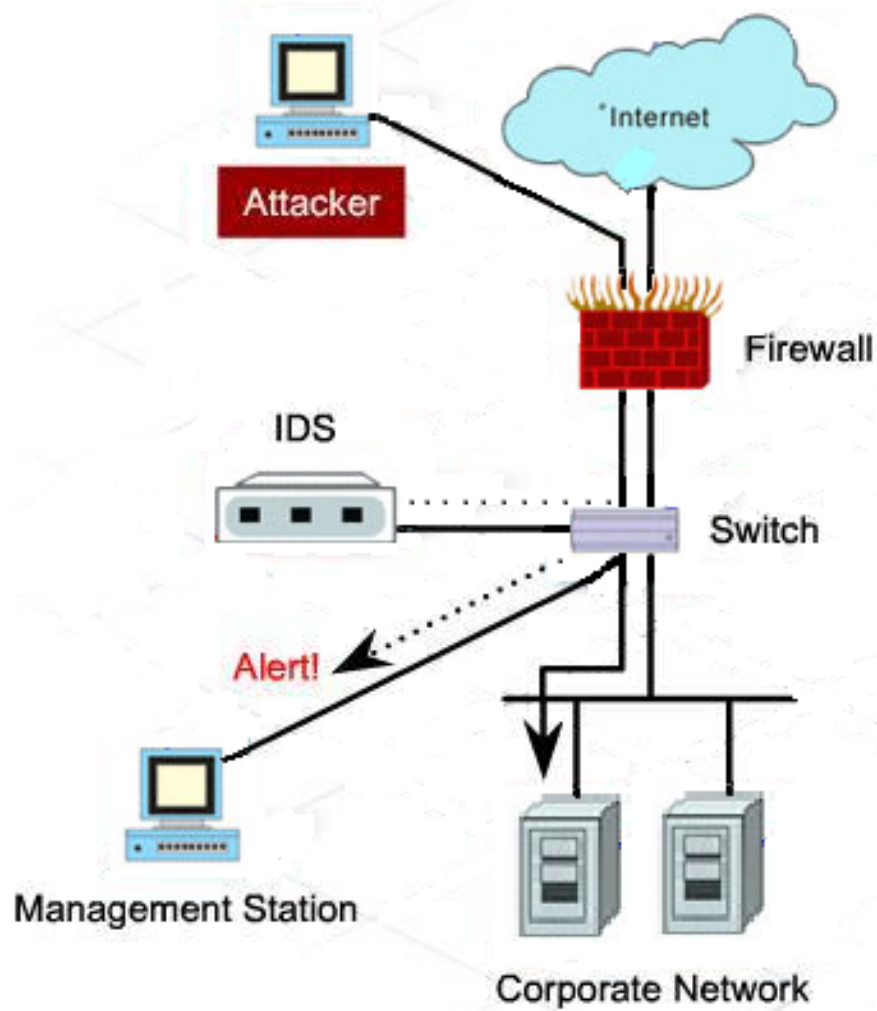 *Internet
Attacker
Firewall
IDS
Switch
Alert!
Management Station
Corporate Network